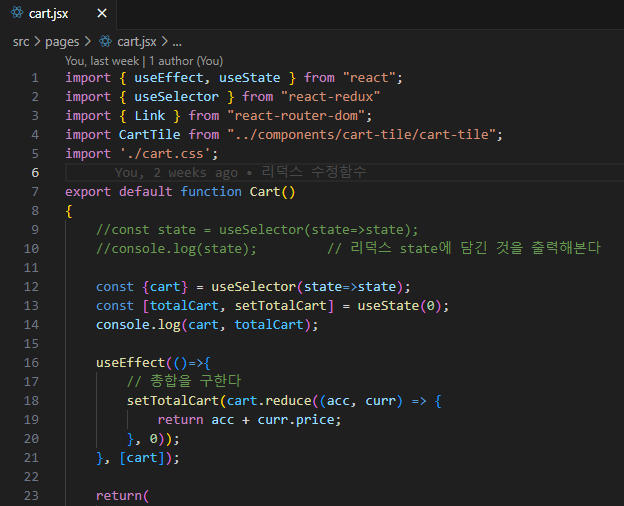 cart.jsx ×
src > pages > cart.jsx > ...
You, last week | 1 author (You)
1 import { useEffect, useState } from "react";
2 import { useSelector } from "react-redux"
3 import { Link } from "react-router-dom";
4 import CartTile from "../components/cart-tile/cart-tile";
5 import './cart.css';
6 You, 2 weeks ago • 리덕스 수정함수
7 export default function Cart()
8 {
9 //const state = useSelector(state=>state);
10 //console.log(state); // 리덕스 state에 담긴 것을 출력해본다
11
12 const {cart} = useSelector(state=>state);
13 const [totalCart, setTotalCart] = useState(0);
14 console.log(cart, totalCart);
15
16 useEffect(()=>{
17 // 총합을 구한다
18 setTotalCart(cart.reduce((acc, curr) => {
19 return acc + curr.price;
20 }, 0));
21 }, [cart]);
22
23 return(